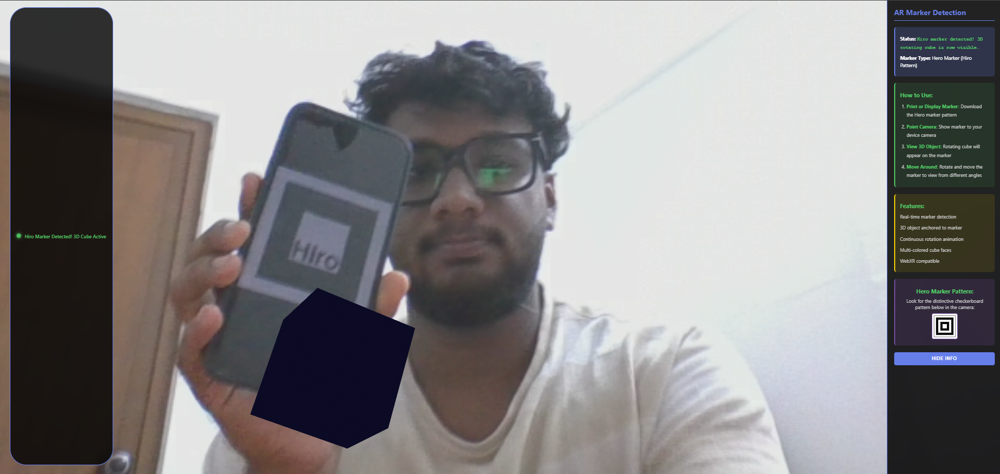 Hiro Marker Detected! 3D Cube Active
Hiro
AR Marker Detection
Status: Hiro marker detected! 3D
rotating cube is now visible.
Marker Type: Hero Marker (Hiro
Pattern)
How to Use:
1. Print or Display Marker: Download
the Hero marker pattern
2. Point Camera: Show marker to your
device camera
3. View 3D Object: Rotating cube will
appear on the marker
4. Move Around: Rotate and move the
marker to view from different angles
Features:
Real-time marker detection
3D object anchored to marker
Continuous rotation animation
Multi-colored cube faces
WebXR compatible
Hero Marker Pattern:
Look for the distinctive checkerboard
pattern below in the camera:
HIDE INFO